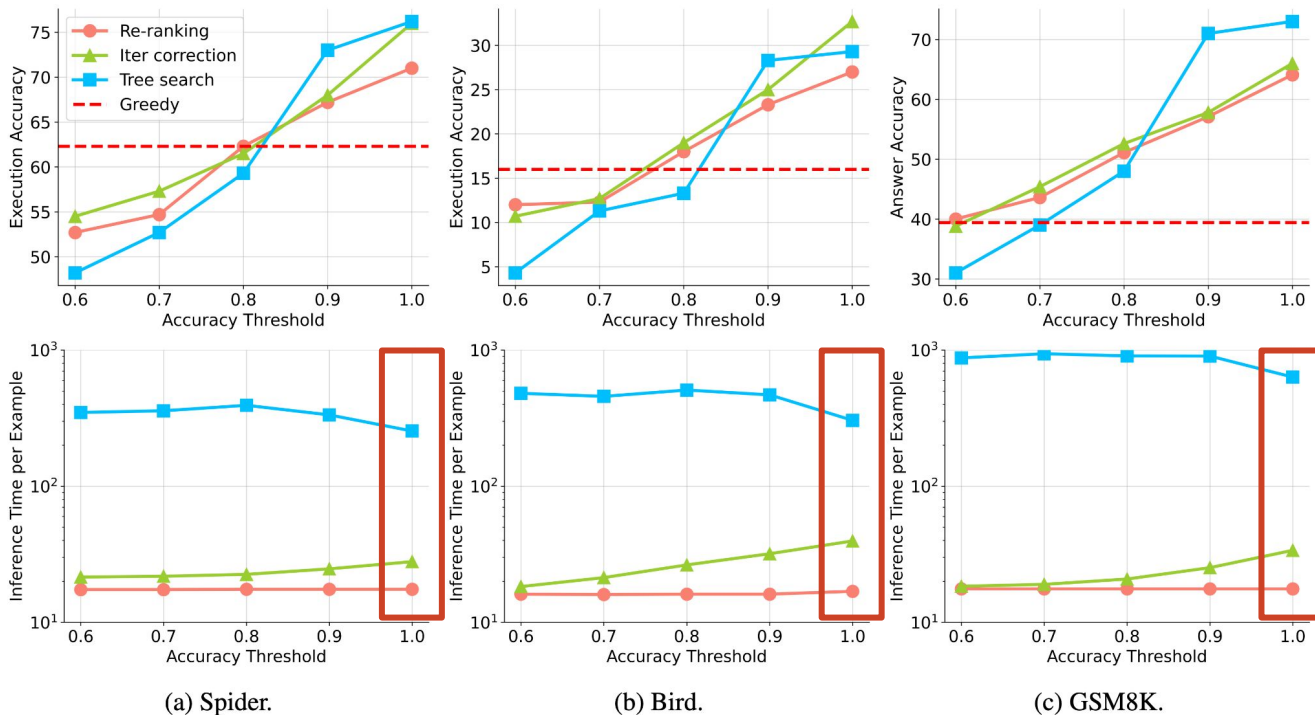 Execution Accuracy
75
70
65
60
55
50
Re-ranking
Iter correction
Tree search
Greedy
0.6 0.7 0.8 0.9 1.0
Accuracy Threshold
Execution Accuracy
30
25
20
15
10
5
0.6 0.7 0.8 0.9 1.0
Accuracy Threshold
Answer Accuracy
70
60
50
40
30
0.6 0.7 0.8 0.9 1.0
Accuracy Threshold
Inference Time per Example
10³
10²
10¹
0.6 0.7 0.8 0.9 1.0
Accuracy Threshold
(a) Spider.
Inference Time per Example
10³
10²
10¹
0.6 0.7 0.8 0.9 1.0
Accuracy Threshold
(b) Bird.
Inference Time per Example
10³
10²
10¹
0.6 0.7 0.8 0.9 1.0
Accuracy Threshold
(c) GSM8K.